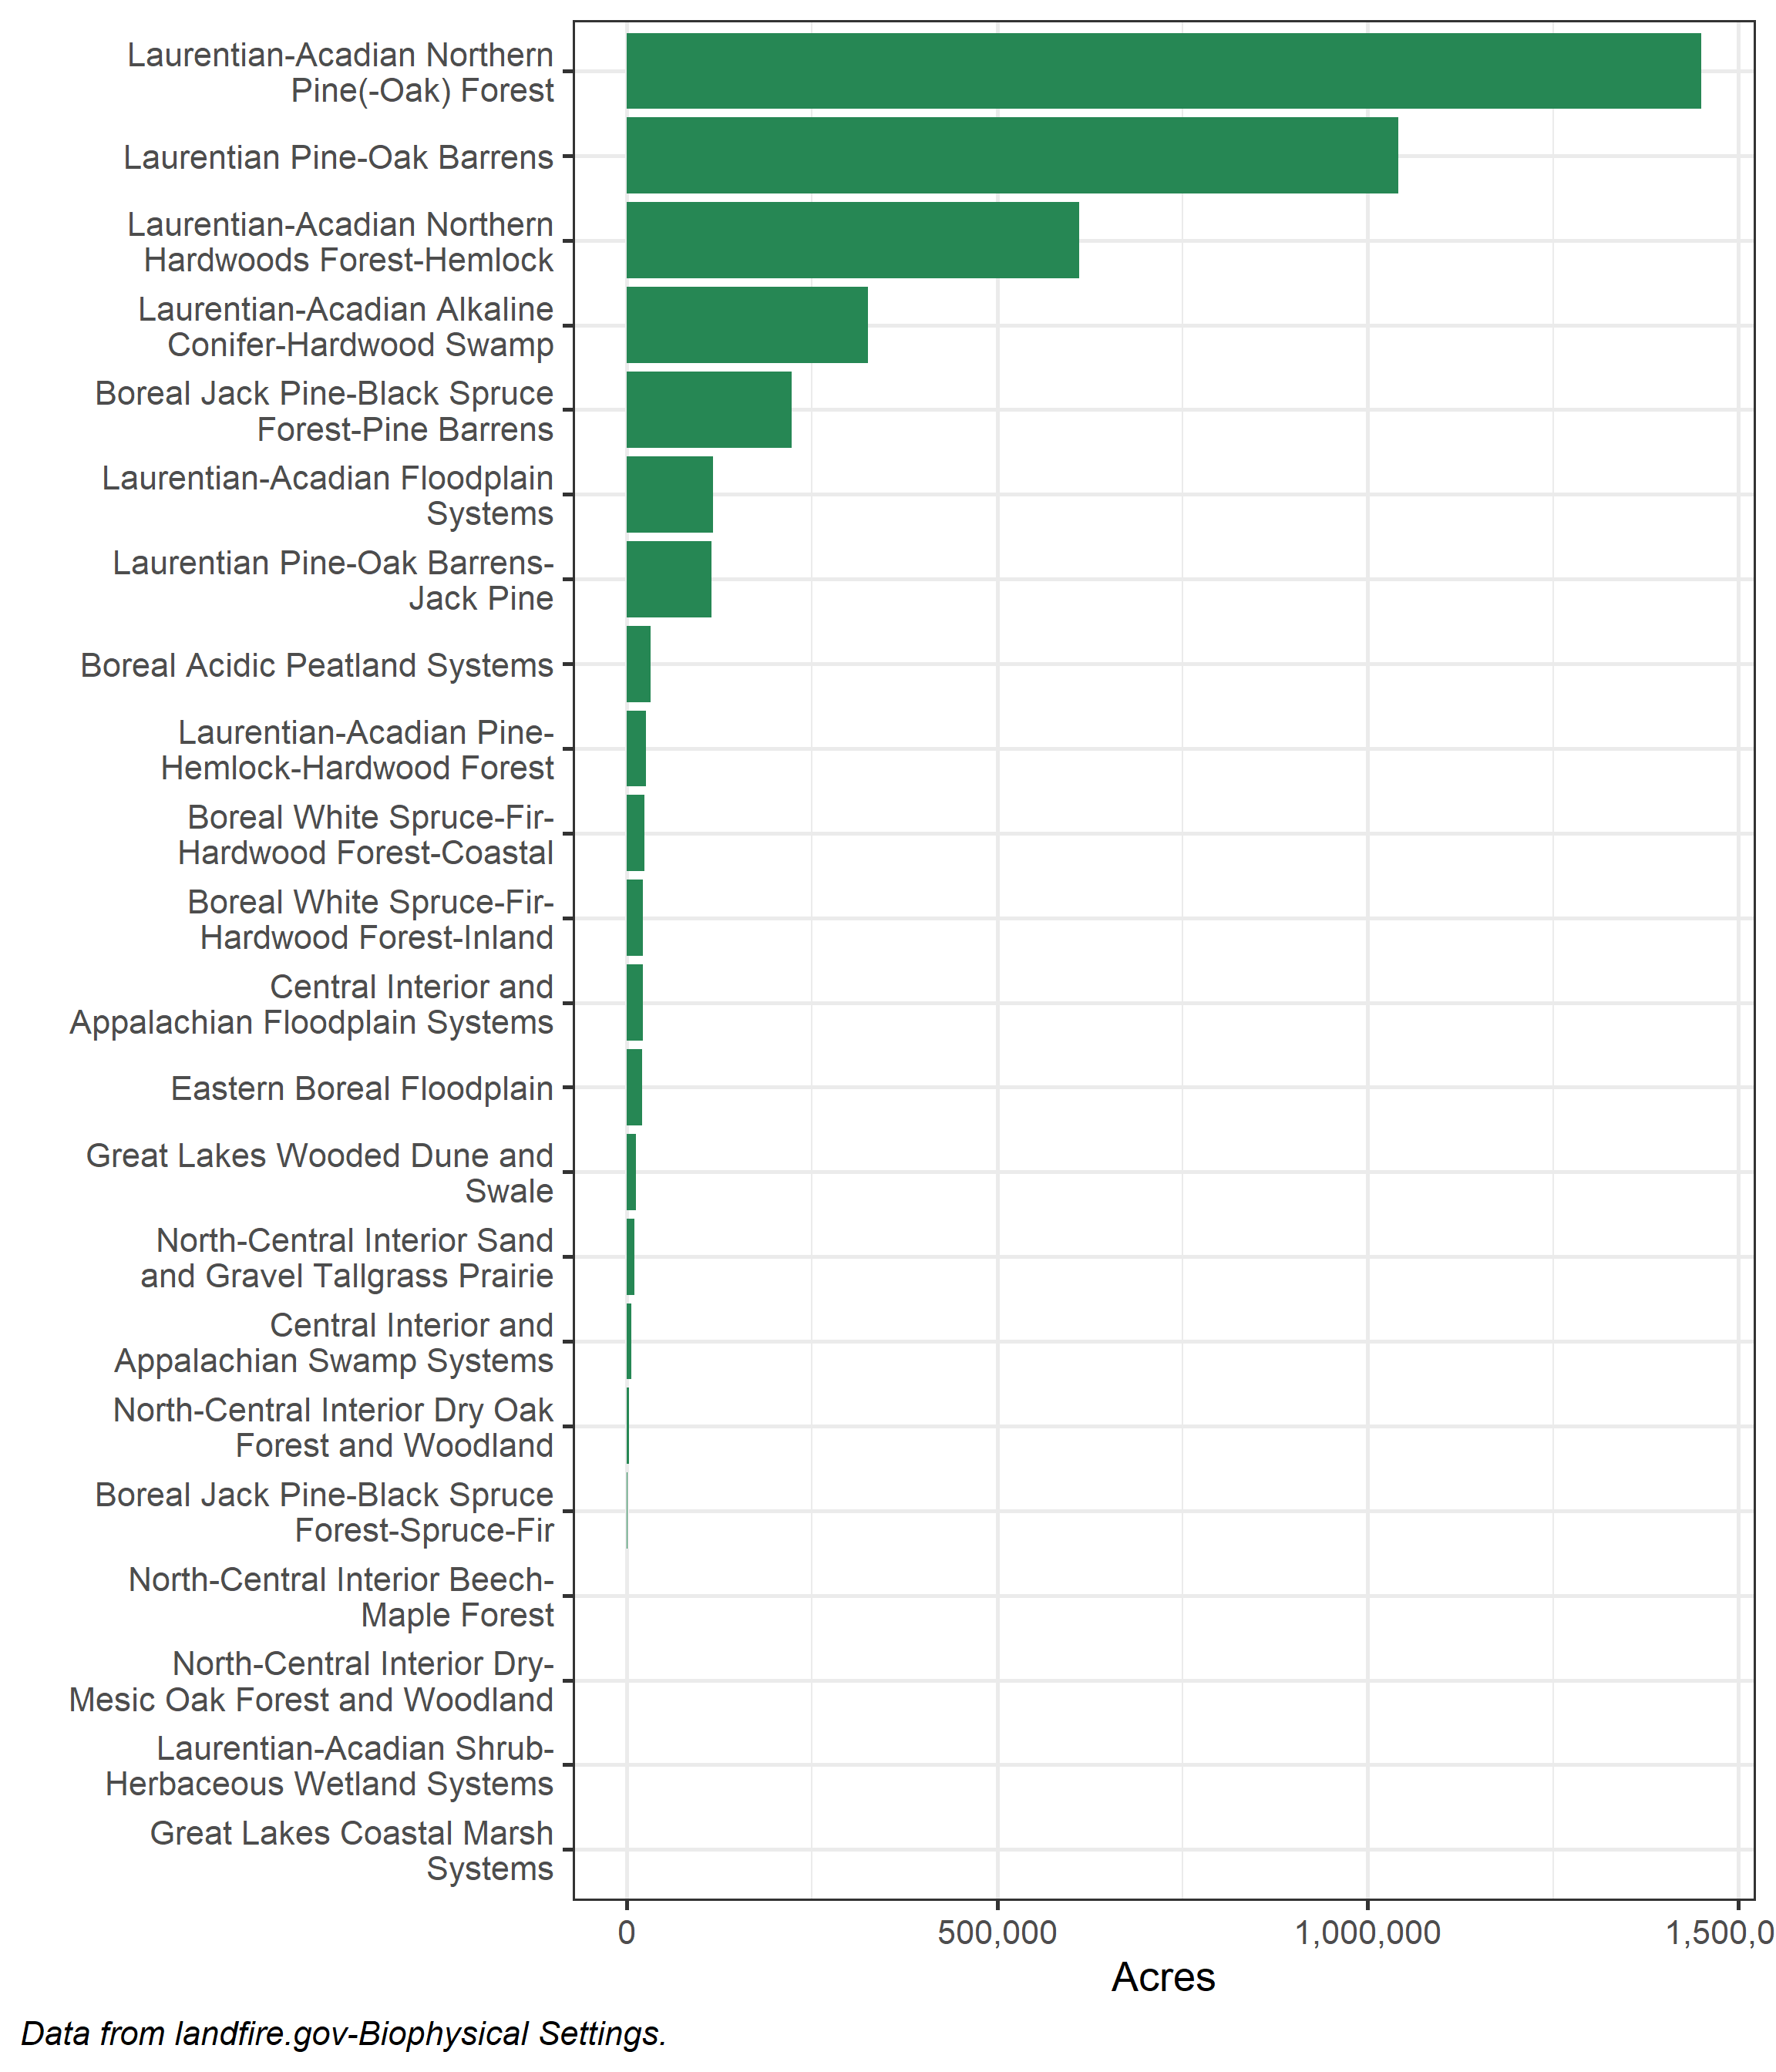 Laurentian-Acadian Northern
Pine(-Oak) Forest
Laurentian Pine-Oak Barrens
Laurentian-Acadian Northern
Hardwoods Forest-Hemlock
Laurentian-Acadian Alkaline
Conifer-Hardwood Swamp
Boreal Jack Pine-Black Spruce
Forest-Pine Barrens
Laurentian-Acadian Floodplain
Systems
Laurentian Pine-Oak Barrens-
Jack Pine
Boreal Acidic Peatland Systems
Laurentian-Acadian Pine-
Hemlock-Hardwood Forest
Boreal White Spruce-Fir-
Hardwood Forest-Coastal
Boreal White Spruce-Fir-
Hardwood Forest-Inland
Central Interior and
Appalachian Floodplain Systems
Eastern Boreal Floodplain
Great Lakes Wooded Dune and
Swale
North-Central Interior Sand
and Gravel Tallgrass Prairie
Central Interior and
Appalachian Swamp Systems
North-Central Interior Dry Oak
Forest and Woodland
Boreal Jack Pine-Black Spruce
Forest-Spruce-Fir
North-Central Interior Beech-
Maple Forest
North-Central Interior Dry-
Mesic Oak Forest and Woodland
Laurentian-Acadian Shrub-
Herbaceous Wetland Systems
Great Lakes Coastal Marsh
Systems
0 500,000 1,000,000 1,500,0
Acres
Data from landfire.gov-Biophysical Settings.